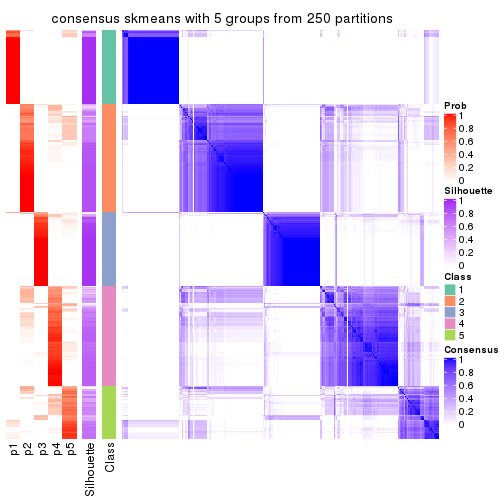 consensus skmeans with 5 groups from 250 partitions
Prob
1
0.8
0.6
0.4
0.2
0
Silhouette
1
0.8
0.6
0.4
0.2
0
Class
1
2
3
4
5
Consensus
1
0.8
0.6
0.4
0.2
0
p1
p2
p3
p4
p5
Silhouette
Class